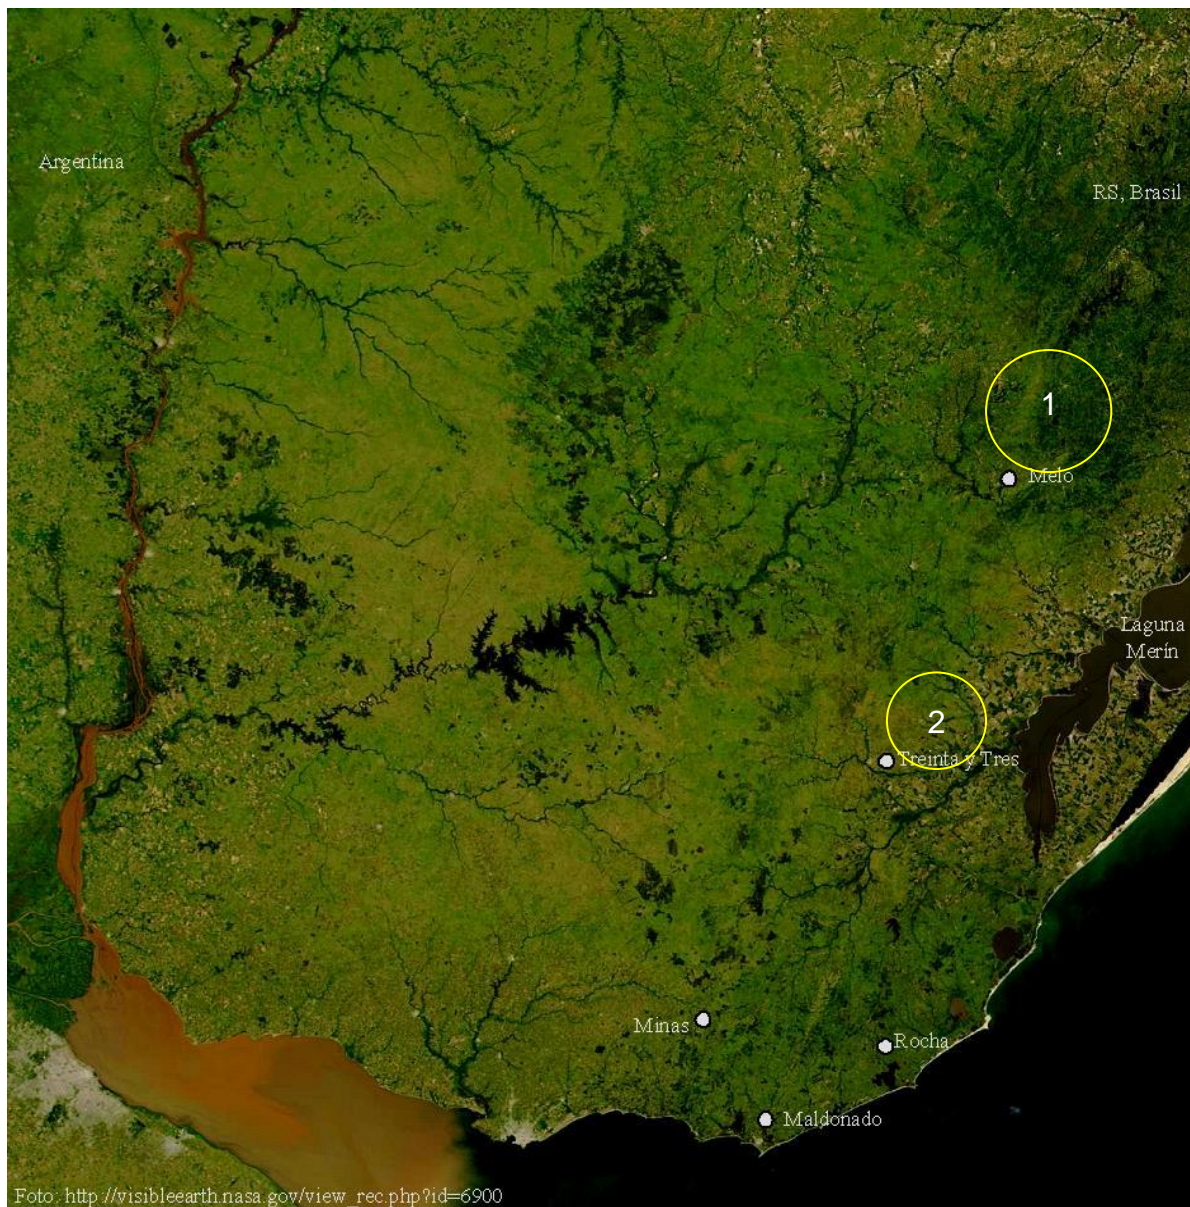 Argentina
RS, Brasil
1
Melo
Laguna
Merín
2
Treinta y Tres
Minas
Rocha
Maldonado
Foto: http://visibleearth.nasa.gov/view_rec.php?id=6900